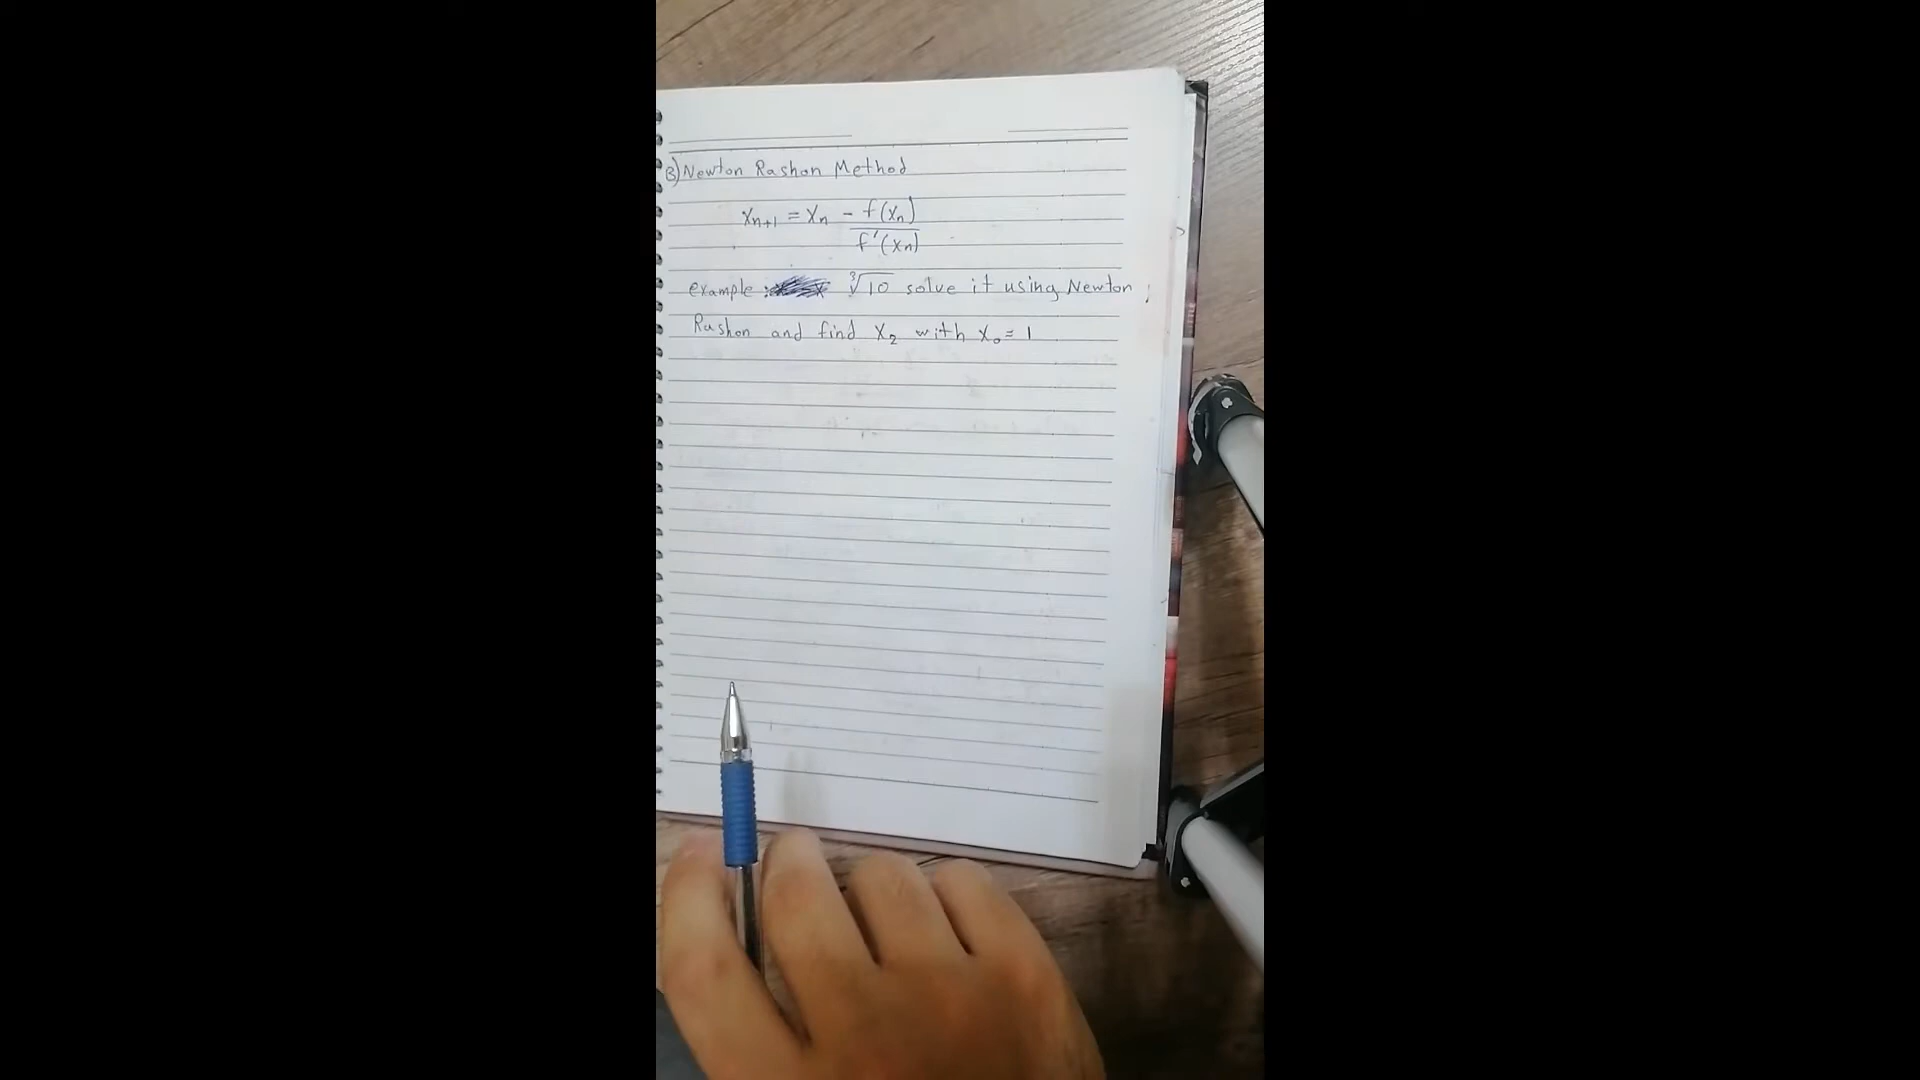 B) Newton Rashon Method
xₙ₊₁ = xₙ - f(xₙ) / f'(xₙ)
example : ∛10 solve it using Newton
Rashon and find x₂ with x₀ = 1